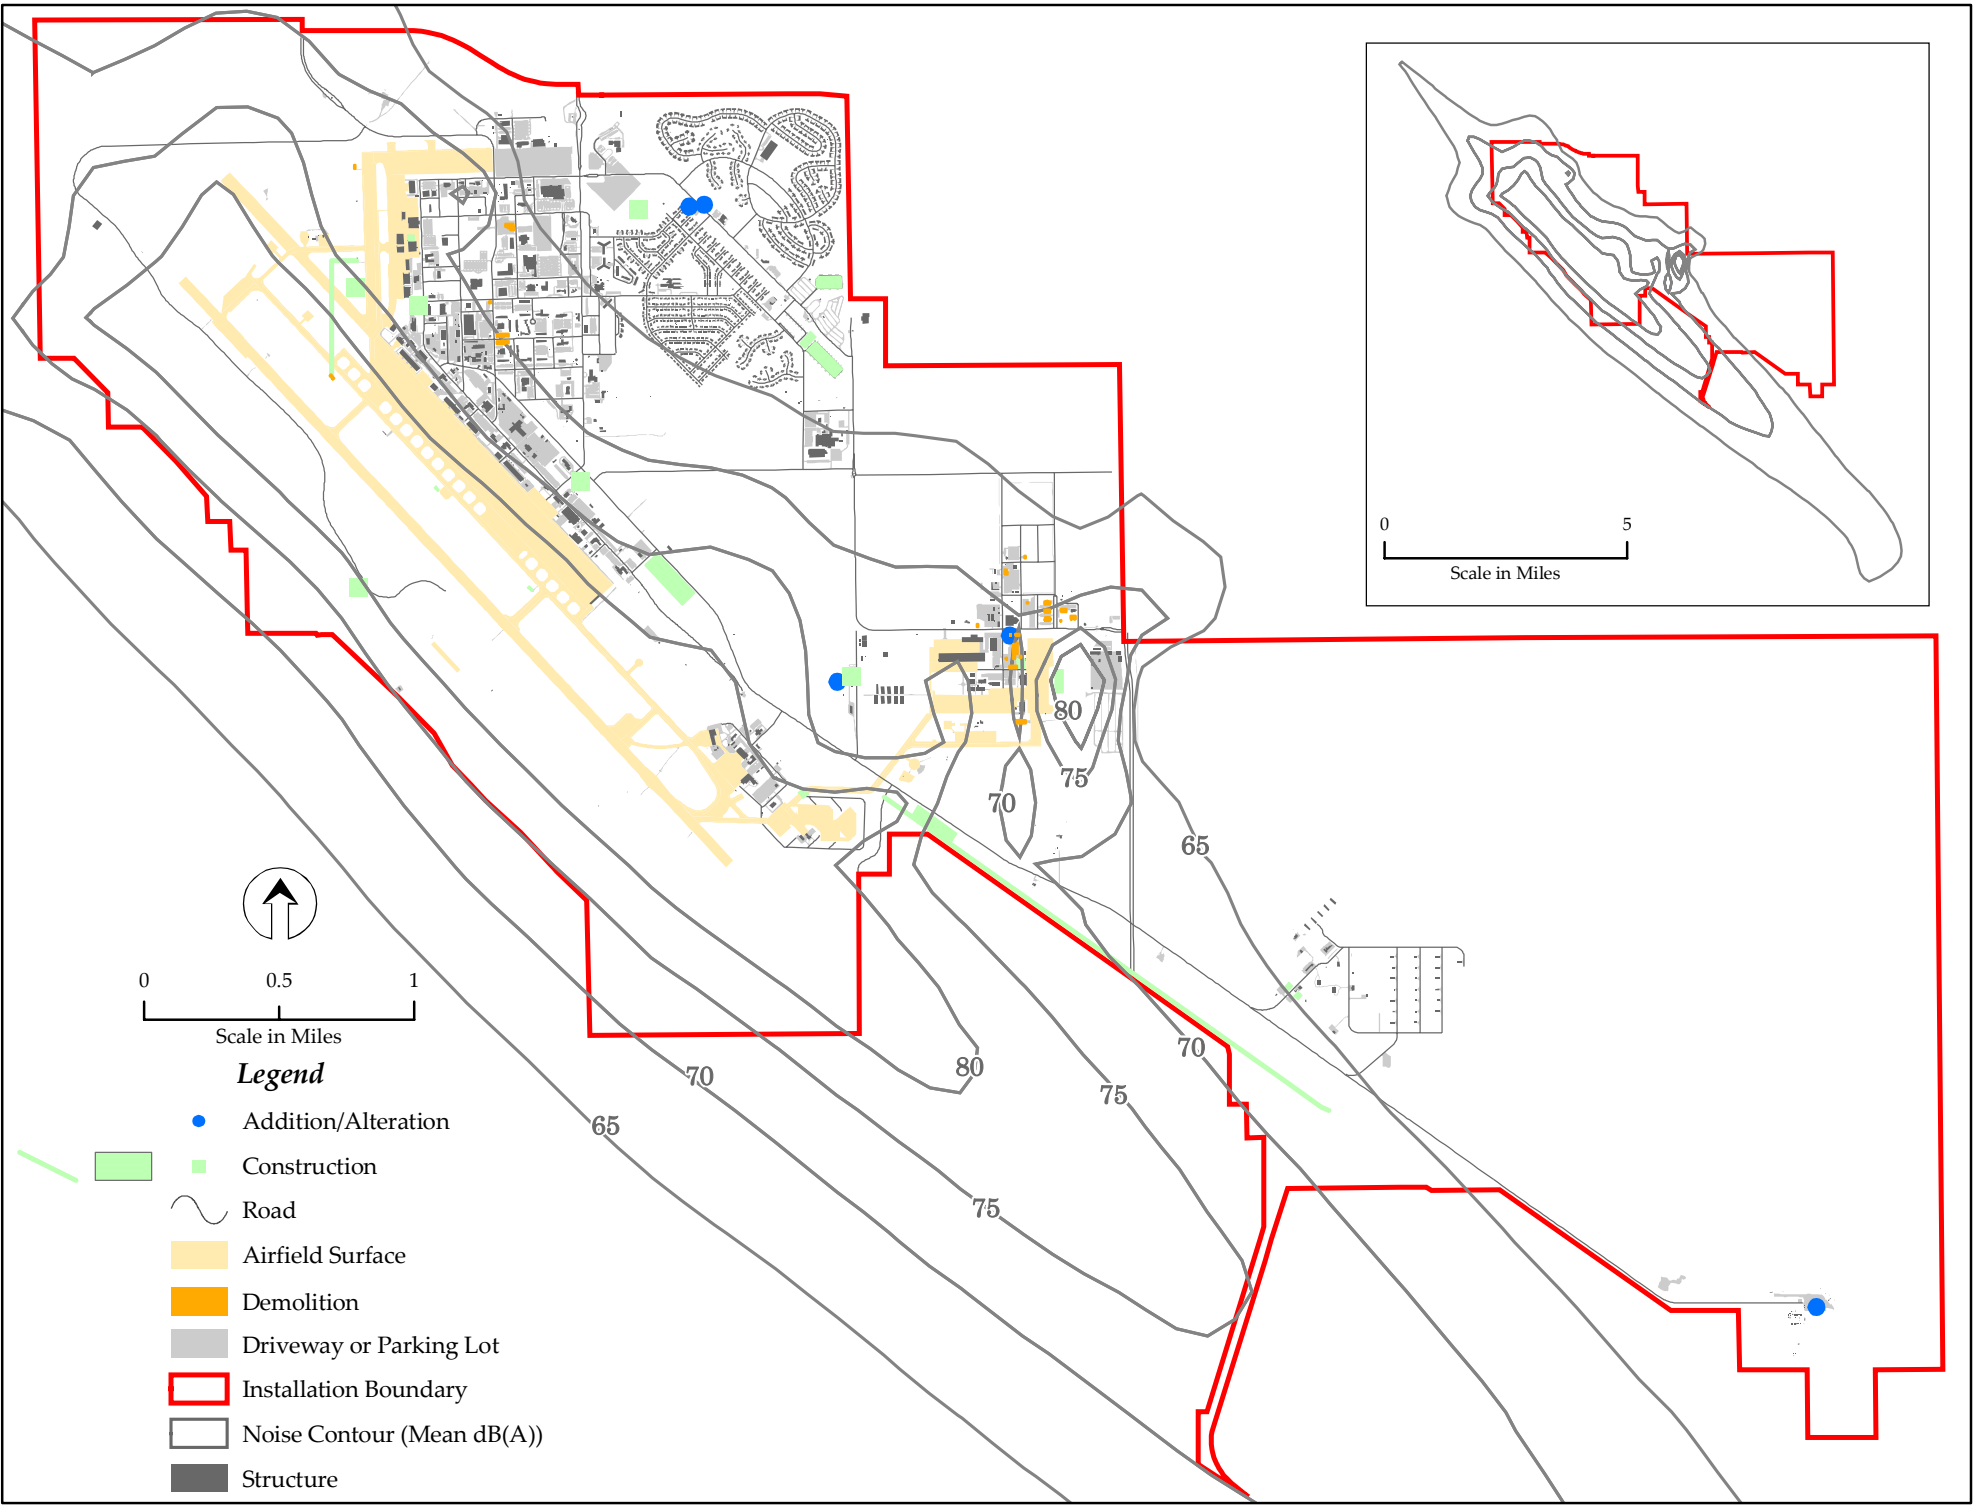 0 5
Scale in Miles
80
75
70
65
70
75
80
70
65
75
0 0.5 1
Scale in Miles
Legend
Addition/Alteration
Construction
Road
Airfield Surface
Demolition
Driveway or Parking Lot
Installation Boundary
Noise Contour (Mean dB(A))
Structure